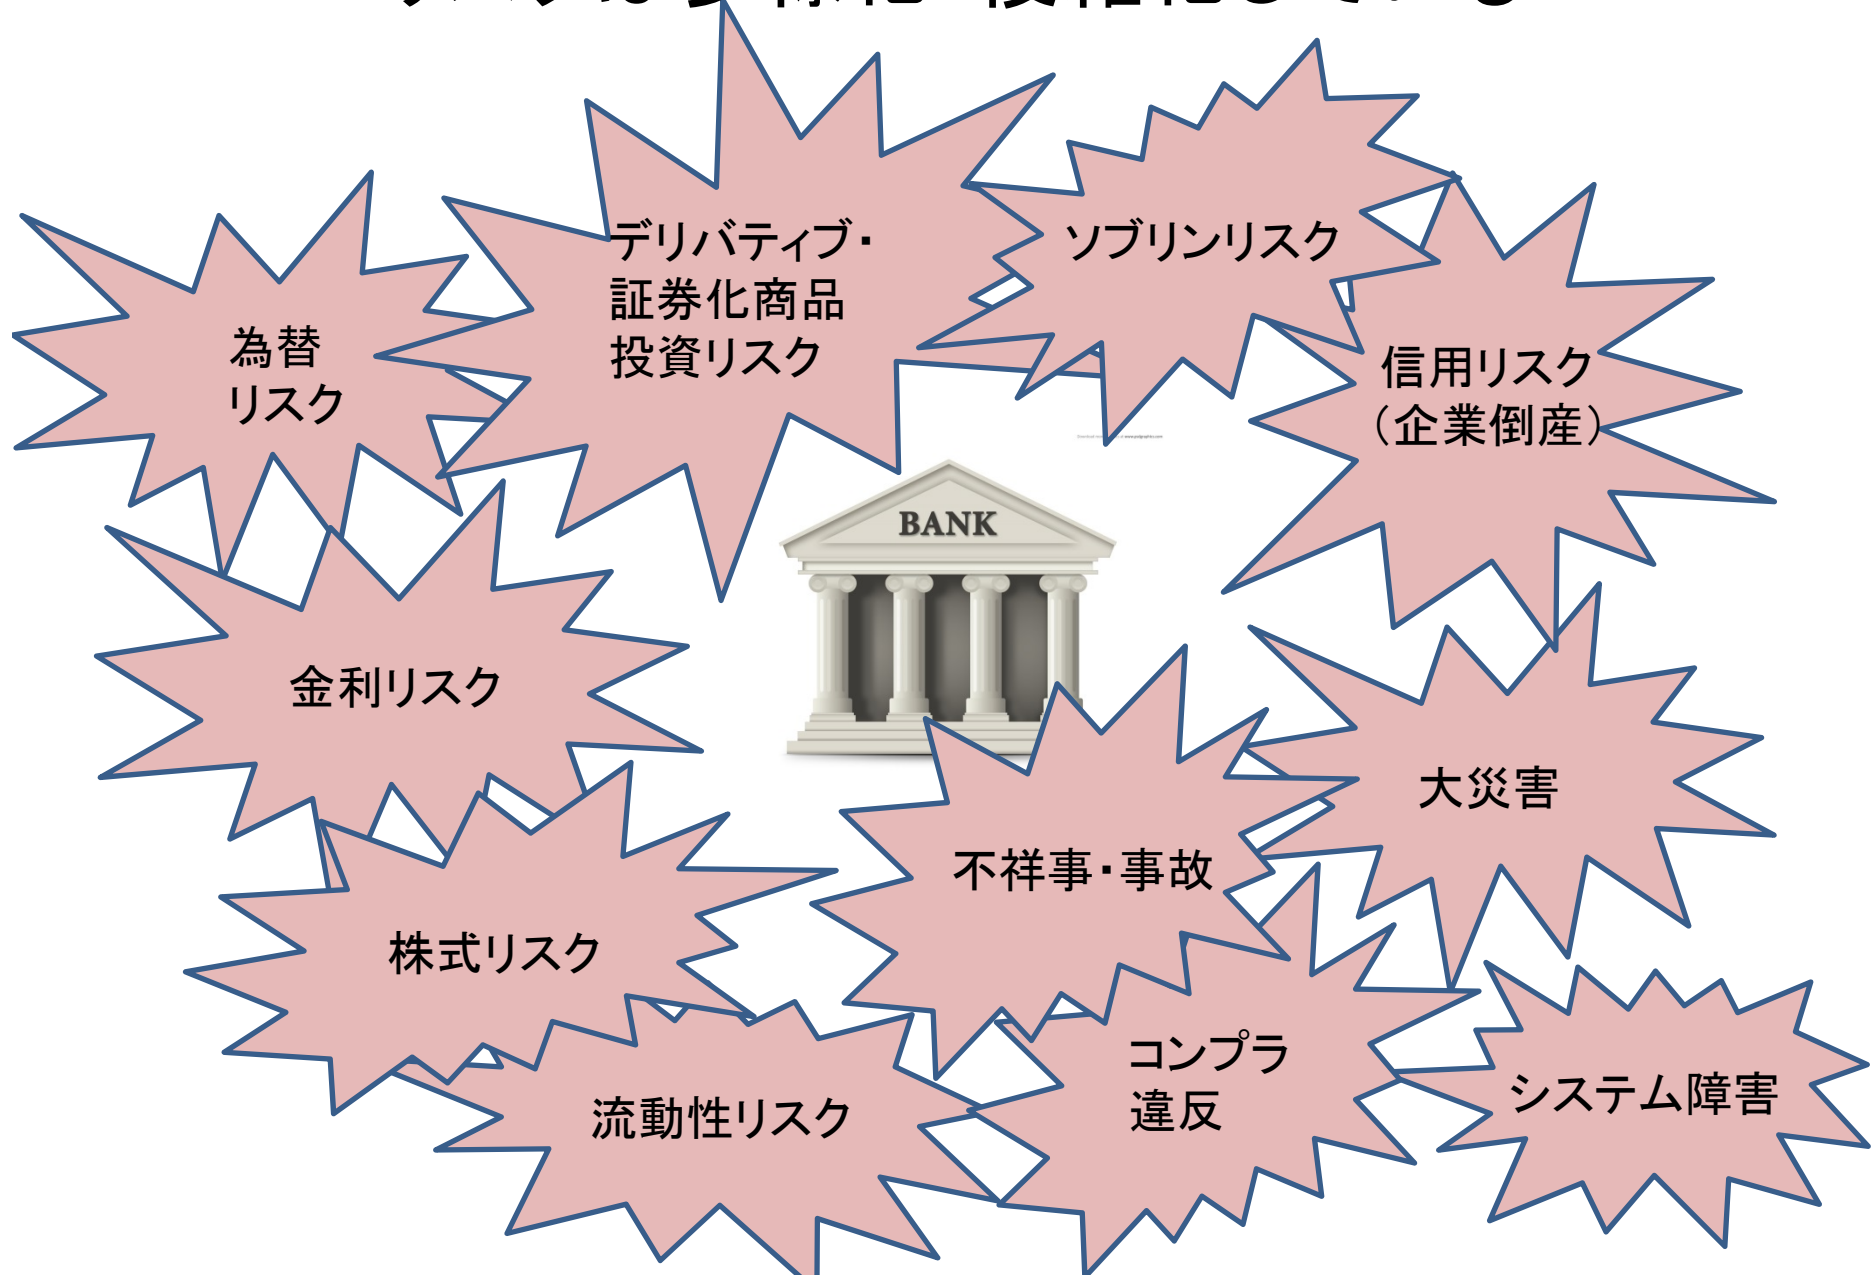 デリバティブ・
証券化商品
投資リスク
ソブリンリスク
為替
リスク
信用リスク
（企業倒産）
BANK
金利リスク
大災害
不祥事・事故
株式リスク
コンプラ
違反
システム障害
流動性リスク